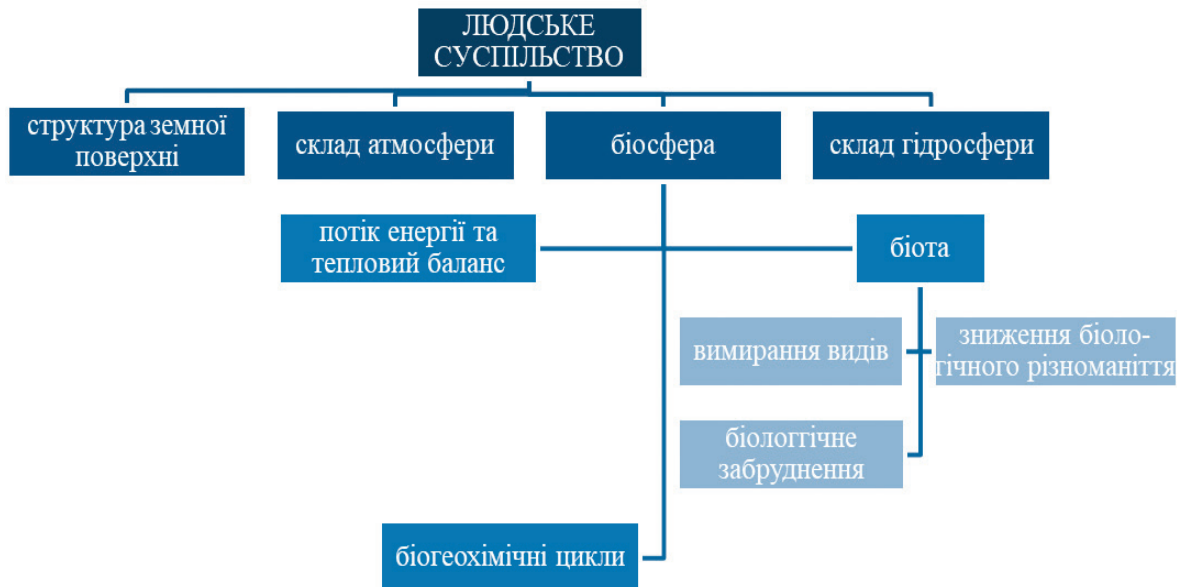 ЛЮДСЬКЕ
СУСПІЛЬСТВО
структура земної
поверхні
склад атмосфери
біосфера
склад гідросфери
потік енергії та
тепловий баланс
біота
вимирання видів
зниження біоло-
гічного різноманіття
біологгічне
забруднення
біогеохімічні цикли